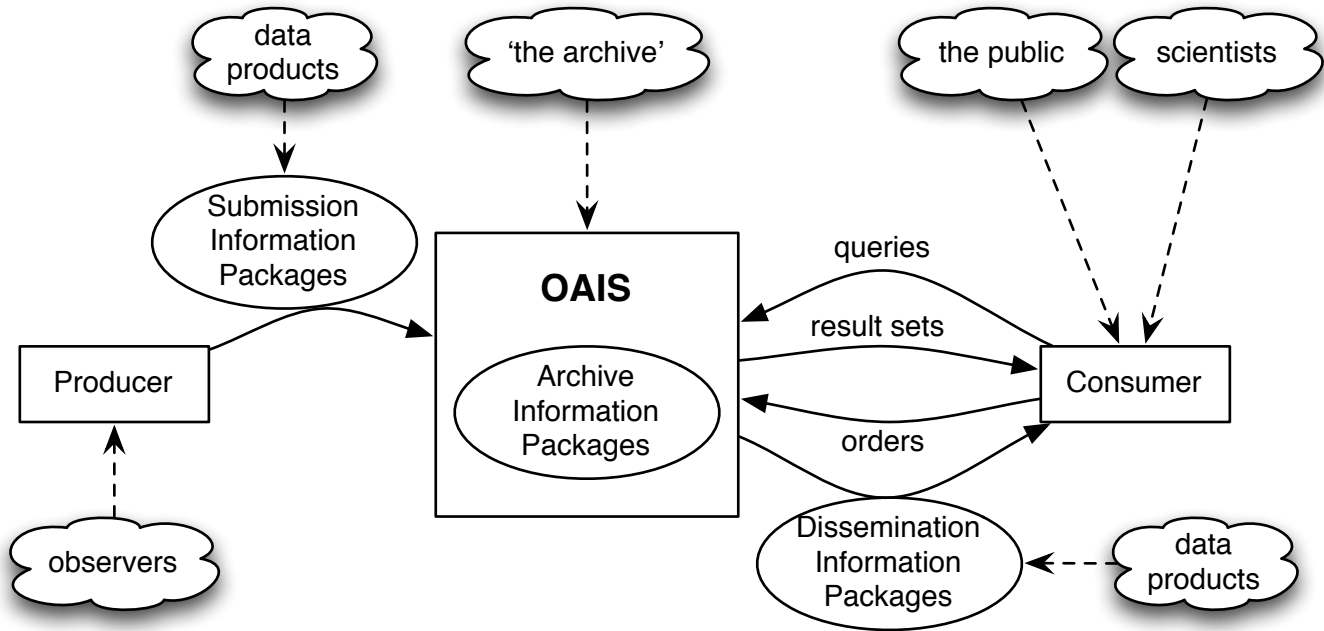 data
products
‘the archive’
the public
scientists
Submission
Information
Packages
OAIS
queries
result sets
Producer
Archive
Information
Packages
Consumer
orders
observers
Dissemination
Information
Packages
data
products